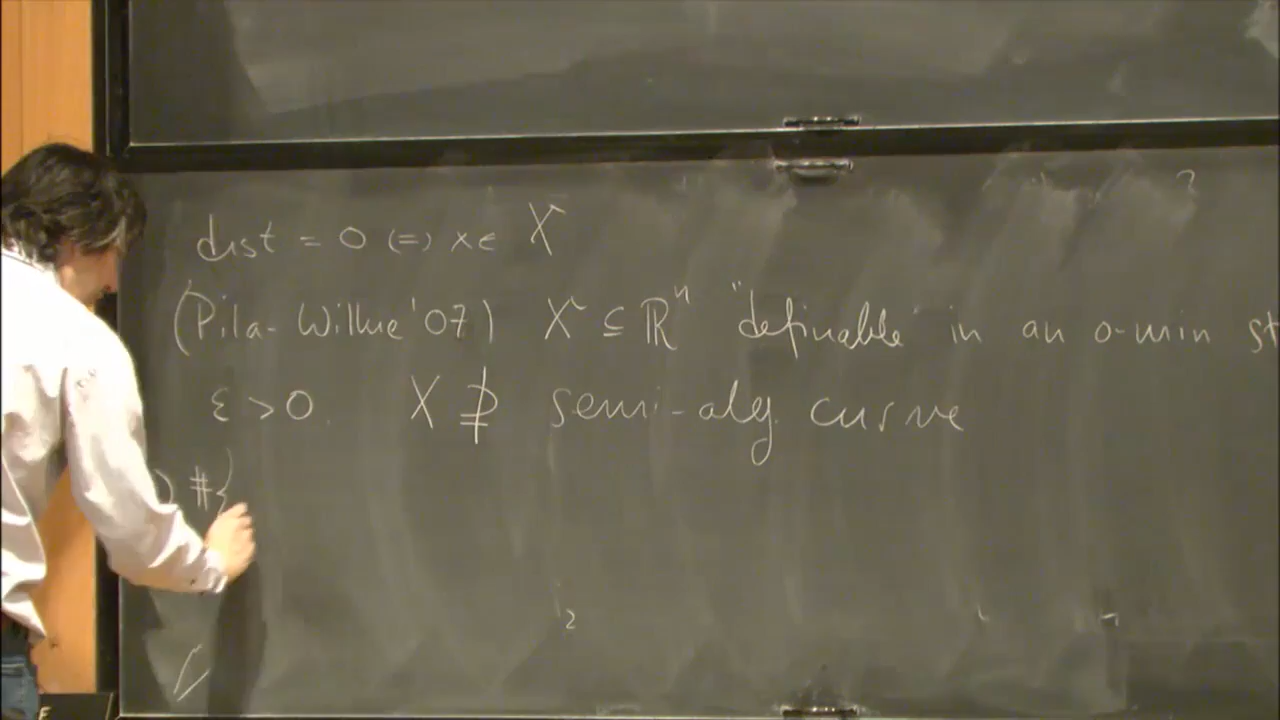 dist = 0 (=) x ∈ X
(Pila-Wilkie '07) X ⊆ ℝⁿ "definable" in an o-min st
ε > 0. X ⊉ semi-alg curve
) #{